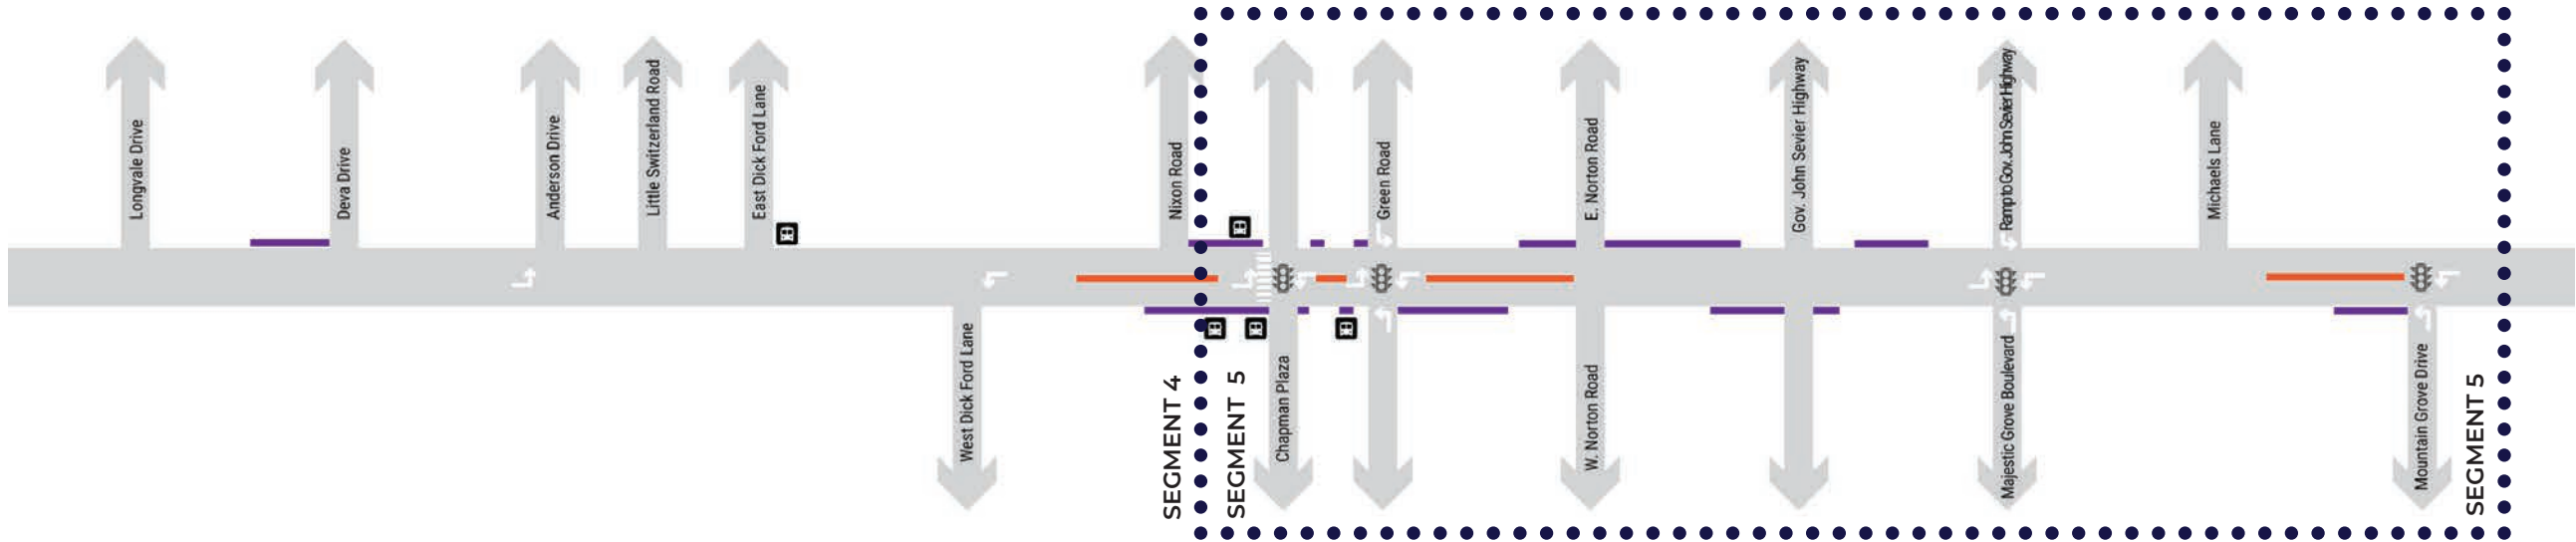 Longvale Drive
Deva Drive
Anderson Drive
Little Switzerland Road
East Dick Ford Lane
West Dick Ford Lane
Nixon Road
SEGMENT 4
SEGMENT 5
Chapman Plaza
Green Road
E. Norton Road
W. Norton Road
Gov. John Sevier Highway
Ramp to Gov. John Sevier Highway
Majestic Grove Boulevard
Michaels Lane
Mountain Grove Drive
SEGMENT 5